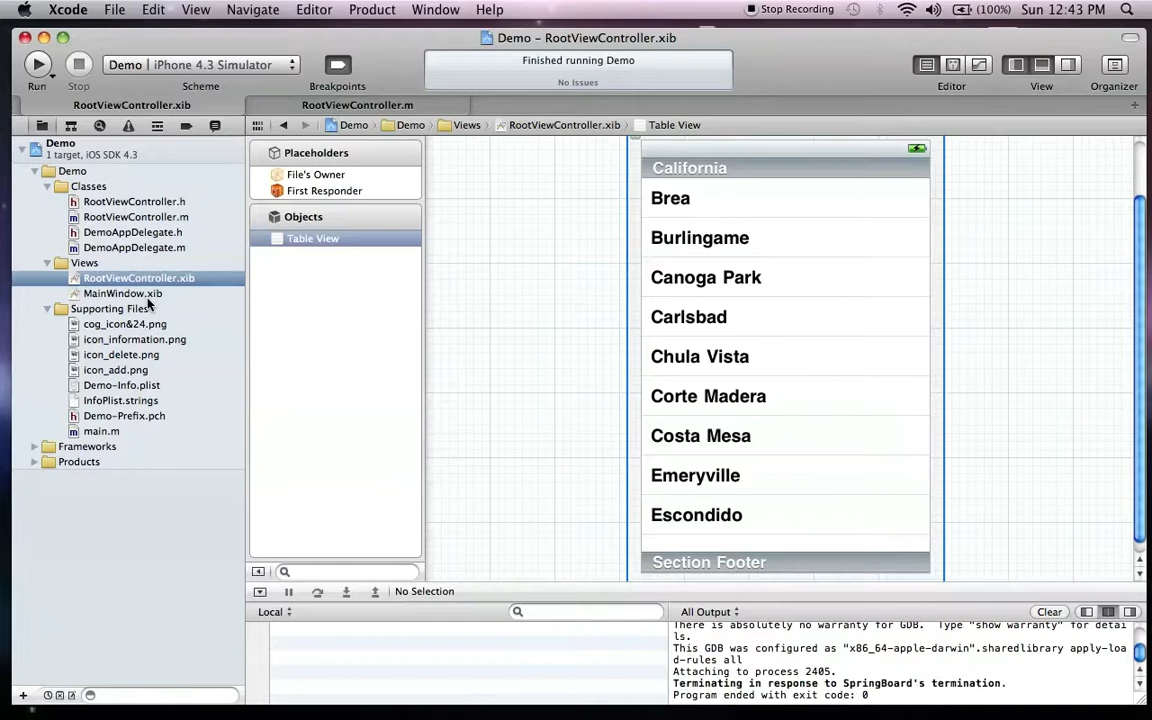 Xcode File Edit View Navigate Editor Product Window Help Stop Recording (100%) Sun 12:43 PM
Demo – RootViewController.xib
Demo | iPhone 4.3 Simulator
Finished running Demo
No Issues
Run Stop Scheme Breakpoints Editor View Organizer
RootViewController.xib RootViewController.m
Demo Demo Views RootViewController.xib Table View
Demo
1 target, iOS SDK 4.3
Demo
Classes
RootViewController.h
RootViewController.m
DemoAppDelegate.h
DemoAppDelegate.m
Views
RootViewController.xib
MainWindow.xib
Supporting Files
cog_icon&24.png
icon_information.png
icon_delete.png
icon_add.png
Demo-Info.plist
InfoPlist.strings
Demo-Prefix.pch
main.m
Frameworks
Products
Placeholders
File's Owner
First Responder
Objects
Table View
California
Brea
Burlingame
Canoga Park
Carlsbad
Chula Vista
Corte Madera
Costa Mesa
Emeryville
Escondido
Section Footer
No Selection
Local All Output Clear
There is absolutely no warranty for GDB. Type "show warranty" for detai
ls.
This GDB was configured as "x86_64-apple-darwin".sharedlibrary apply-loa
d-rules all
Attaching to process 2405.
Terminating in response to SpringBoard's termination.
Program ended with exit code: 0